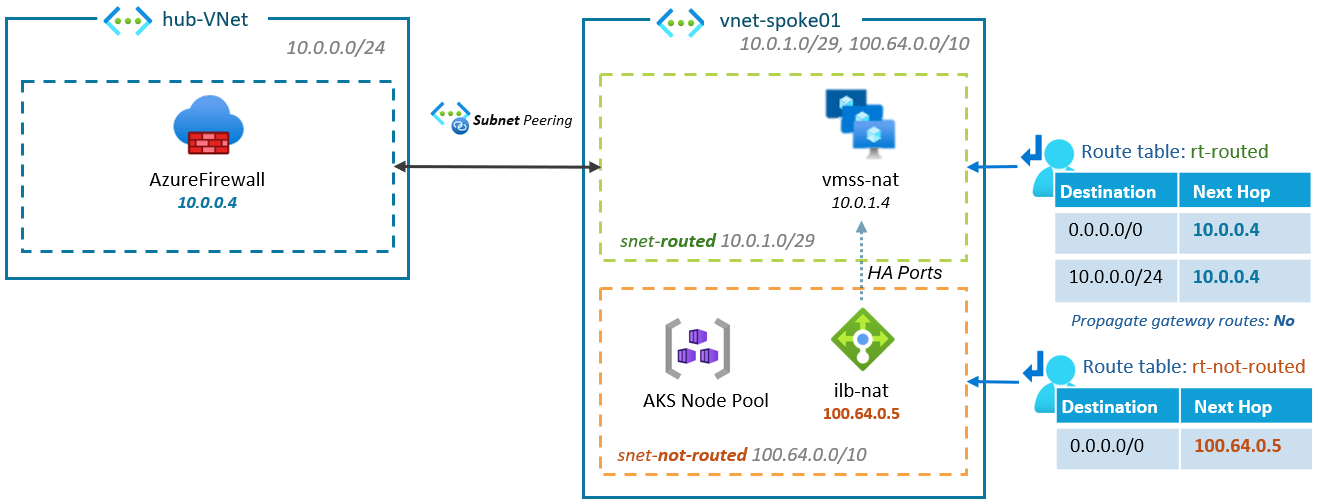 hub-VNet
10.0.0.0/24
AzureFirewall
10.0.0.4
Subnet Peering
vnet-spoke01
10.0.1.0/29, 100.64.0.0/10
vmss-nat
10.0.1.4
snet-routed 10.0.1.0/29
HA Ports
AKS Node Pool
ilb-nat
100.64.0.5
snet-not-routed 100.64.0.0/10
Route table: rt-routed
Destination Next Hop
0.0.0.0/0 10.0.0.4
10.0.0.0/24 10.0.0.4
Propagate gateway routes: No
Route table: rt-not-routed
Destination Next Hop
0.0.0.0/0 100.64.0.5